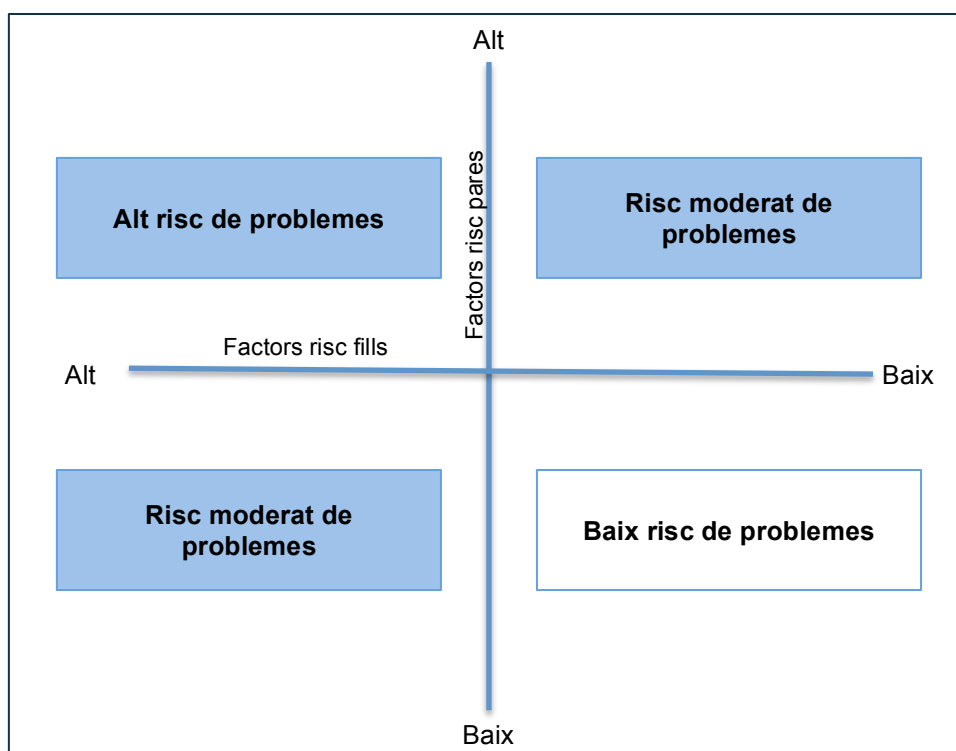 Alt
Alt risc de problemes
Factors risc pares
Risc moderat de
problemes
Factors risc fills
Alt
Baix
Risc moderat de
problemes
Baix risc de problemes
Baix